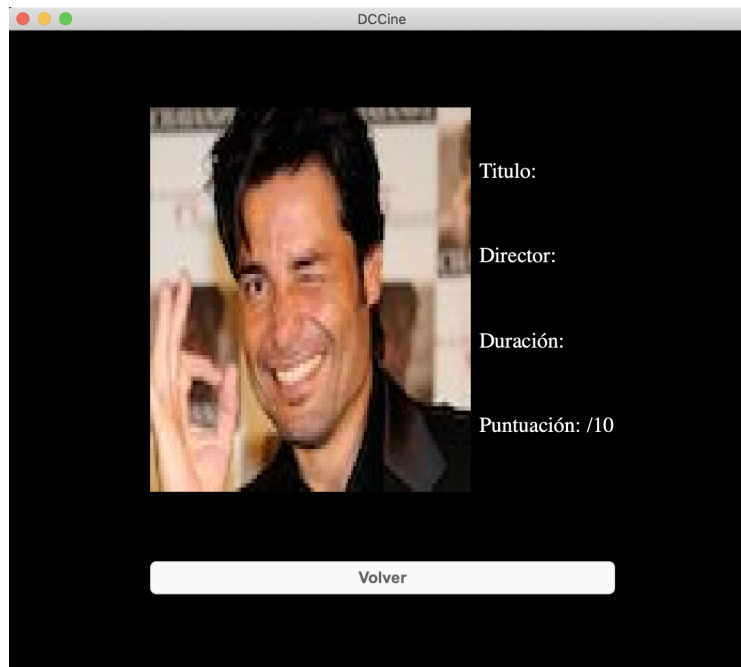 DCCine
Titulo:
Director:
Duración:
Puntuación: /10
Volver